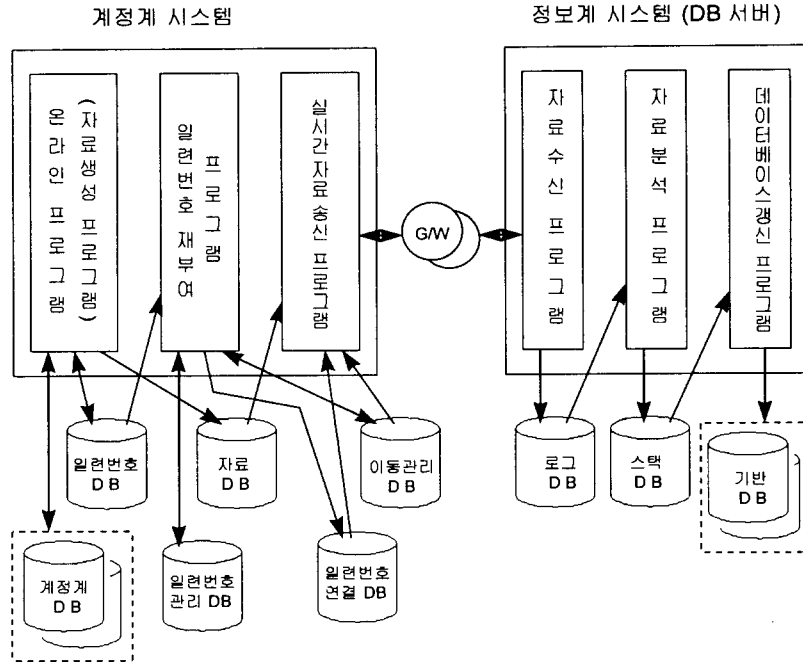 계정계 시스템
정보계 시스템 (DB 서버)
온라인 프로그램
(자료생성 프로그램)
일련번호 재부여
프로그램
실시간자료송신 프로그램
G/W
자료수신 프로그램
자료분석 프로그램
데이터베이스갱신 프로그램
일련번호
DB
자료
DB
이동관리
DB
로그
DB
스택
DB
기반
DB
계정계
DB
일련번호
관리 DB
일련번호
연결 DB